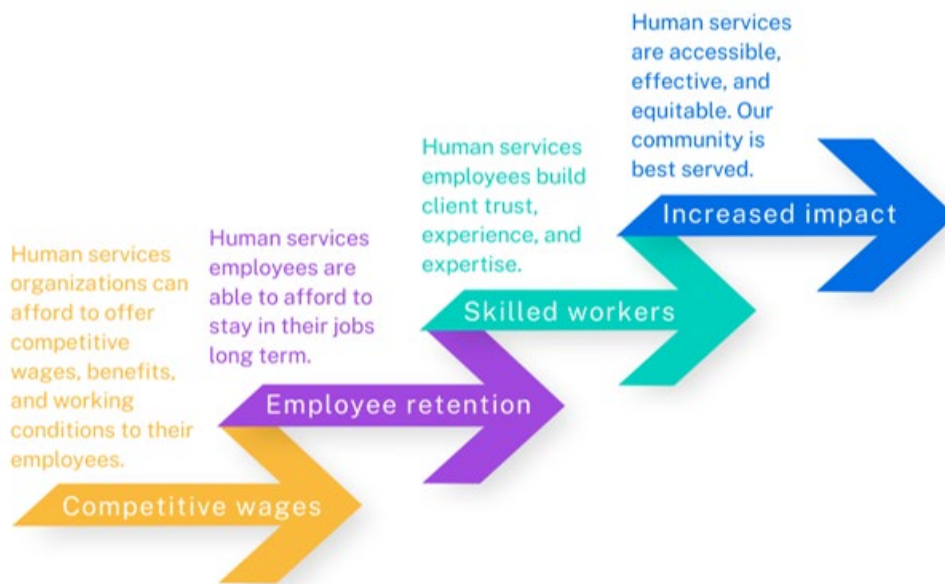 Human services
organizations can
afford to offer
competitive
wages, benefits,
and working
conditions to their
employees.
Competitive wages
Human services
employees are
able to afford to
stay in their jobs
long term.
Employee retention
Human services
employees build
client trust,
experience, and
expertise.
Skilled workers
Human services
are accessible,
effective, and
equitable. Our
community is
best served.
Increased impact